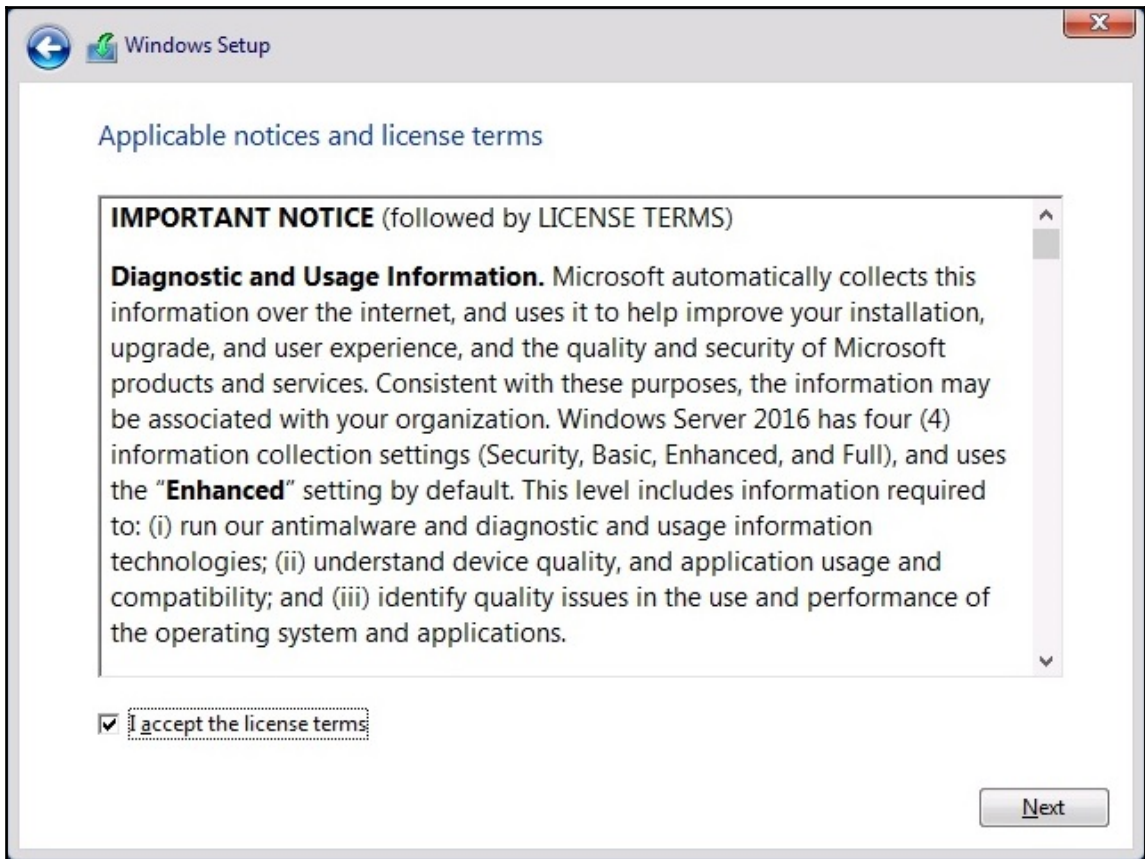 Windows Setup
Applicable notices and license terms
IMPORTANT NOTICE (followed by LICENSE TERMS)
Diagnostic and Usage Information. Microsoft automatically collects this
information over the internet, and uses it to help improve your installation,
upgrade, and user experience, and the quality and security of Microsoft
products and services. Consistent with these purposes, the information may
be associated with your organization. Windows Server 2016 has four (4)
information collection settings (Security, Basic, Enhanced, and Full), and uses
the “Enhanced” setting by default. This level includes information required
to: (i) run our antimalware and diagnostic and usage information
technologies; (ii) understand device quality, and application usage and
compatibility; and (iii) identify quality issues in the use and performance of
the operating system and applications.
I accept the license terms
Next